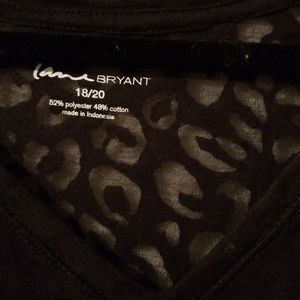 Lane BRYANT
18/20
52% polyester 48% cotton
made in Indonesia